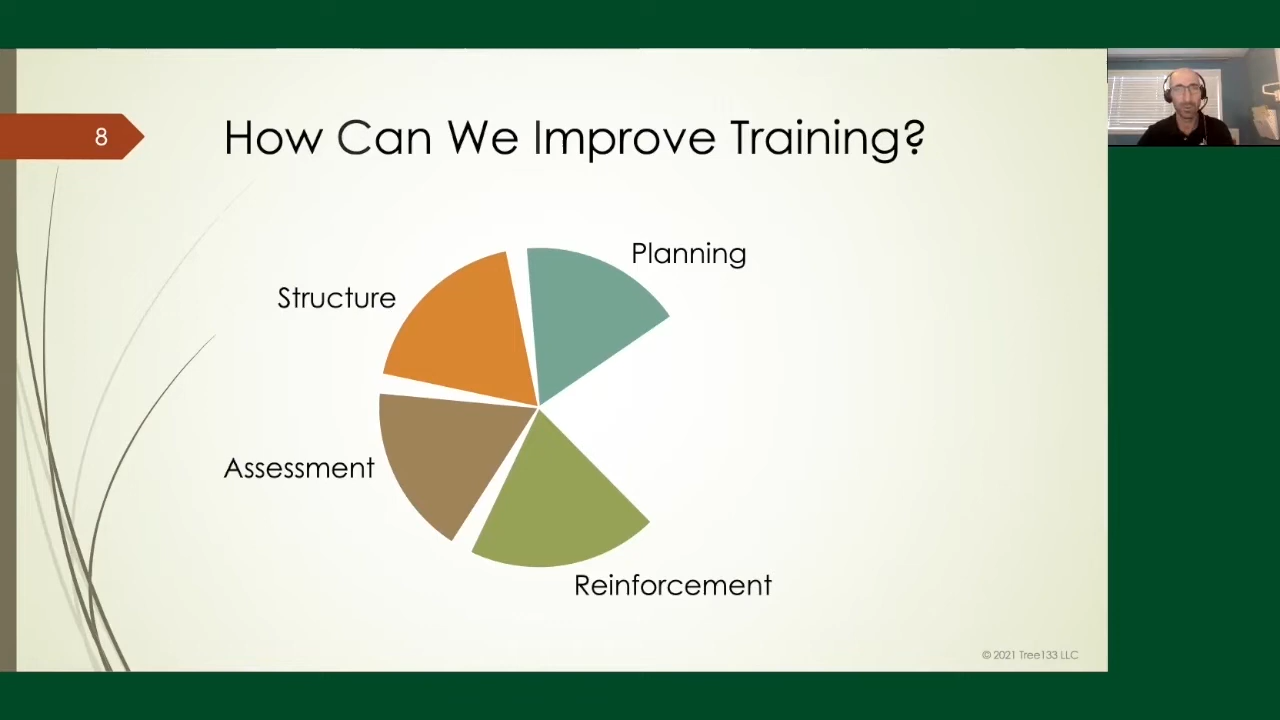 8
How Can We Improve Training?
Planning
Structure
Assessment
Reinforcement
© 2021 Tree133 LLC